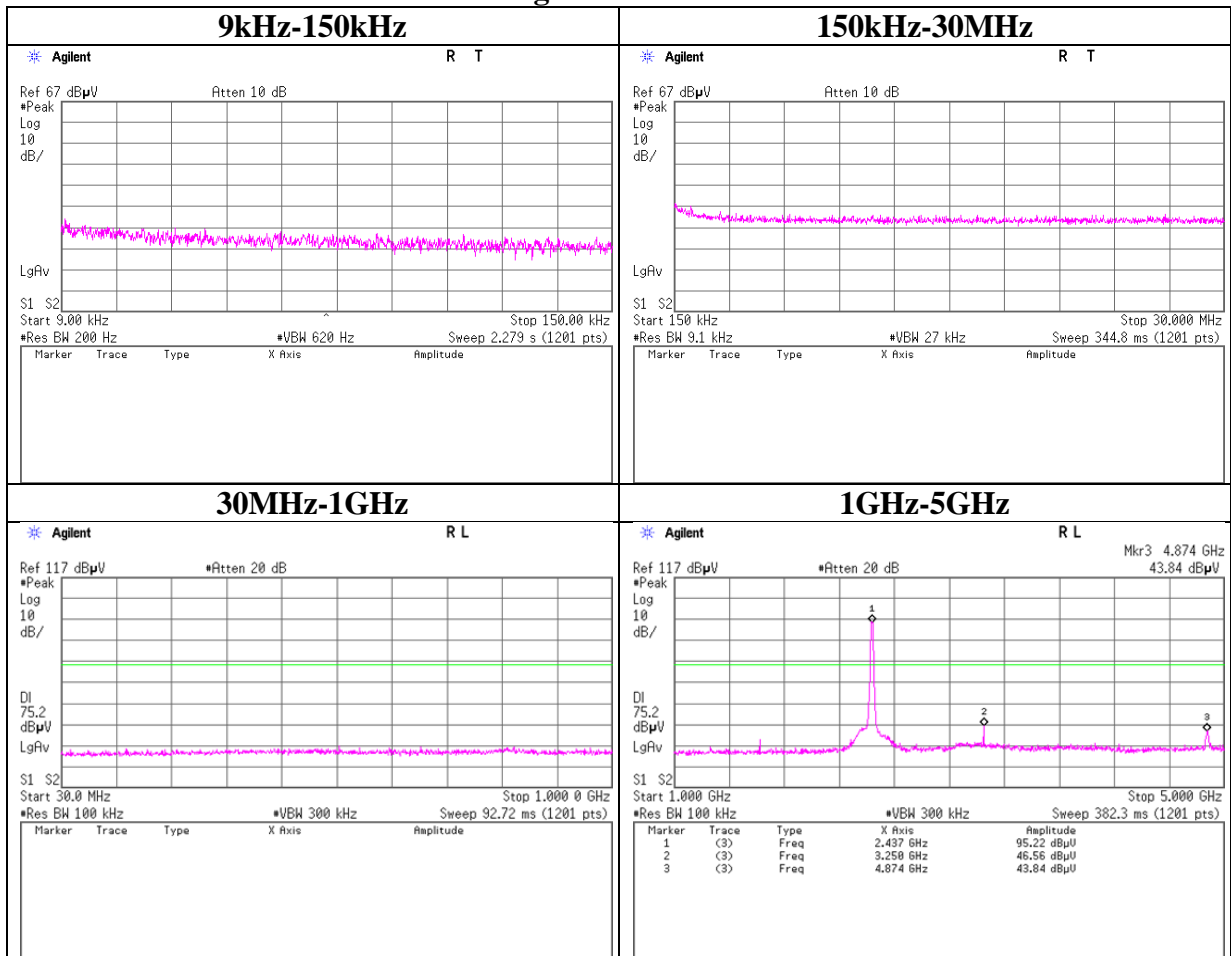 9kHz-150kHz
Agilent
R T
Ref 67 dBµV Atten 10 dB
#Peak
Log
10
dB/
LgAv
S1 S2
Start 9.00 kHz ^ Stop 150.00 kHz
#Res BW 200 Hz #VBW 620 Hz Sweep 2.279 s (1201 pts)
Marker Trace Type X Axis Amplitude
150kHz-30MHz
Agilent
R T
Ref 67 dBµV Atten 10 dB
#Peak
Log
10
dB/
LgAv
S1 S2
Start 150 kHz Stop 30.000 MHz
#Res BW 9.1 kHz #VBW 27 kHz Sweep 344.8 ms (1201 pts)
Marker Trace Type X Axis Amplitude
30MHz-1GHz
Agilent
R L
Ref 117 dBµV #Atten 20 dB
#Peak
Log
10
dB/
DI
75.2
dBµV
LgAv
S1 S2
Start 30.0 MHz Stop 1.000 0 GHz
#Res BW 100 kHz #VBW 300 kHz Sweep 92.72 ms (1201 pts)
Marker Trace Type X Axis Amplitude
1GHz-5GHz
Agilent
R L
Mkr3 4.874 GHz
Ref 117 dBµV #Atten 20 dB 43.84 dBµV
#Peak
Log
10
dB/
1
DI
75.2
dBµV
2
3
LgAv
S1 S2
Start 1.000 GHz Stop 5.000 GHz
#Res BW 100 kHz #VBW 300 kHz Sweep 382.3 ms (1201 pts)
Marker Trace Type X Axis Amplitude
1 (3) Freq 2.437 GHz 95.22 dBµV
2 (3) Freq 3.250 GHz 46.56 dBµV
3 (3) Freq 4.874 GHz 43.84 dBµV